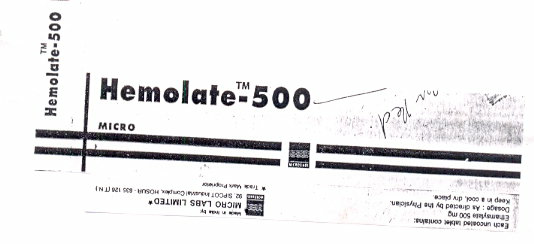 Hemolate™-500
Hemolate™-500
MICRO
Each uncoated tablet contains:
Ethamsylate 500 mg
Dosage : As directed by the Physician.
Keep in a cool, dry place.
Made in India by:
MICRO LABS LIMITED*
92, SIPCOT Industrial Complex, HOSUR - 635 126 (T.N.)
* Trade Mark Proprietor